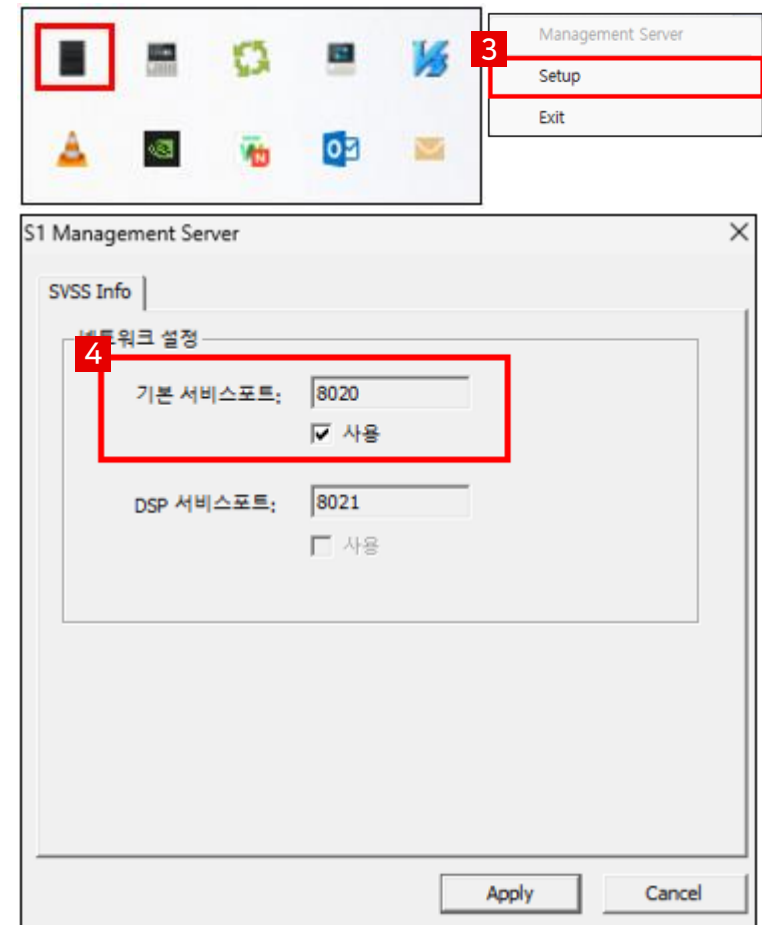 3
Management Server
Setup
Exit
S1 Management Server
SVSS Info
네트워크 설정
4
기본 서비스포트:
8020
사용
DSP 서비스포트:
8021
사용
Apply
Cancel